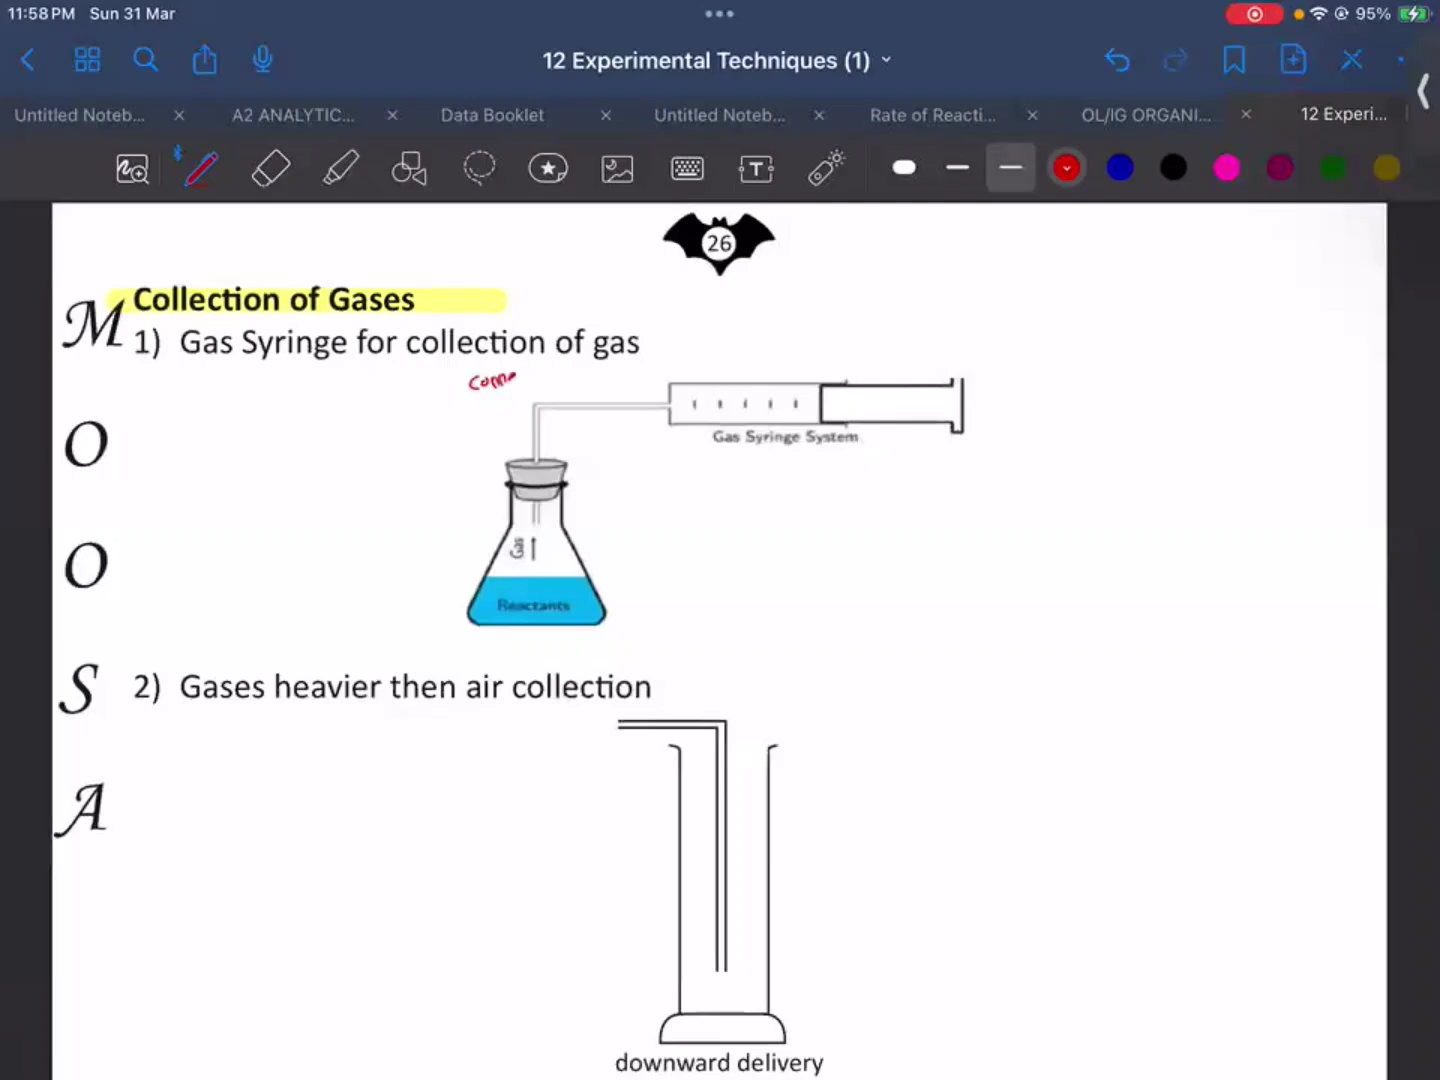 11:58 PM Sun 31 Mar
95%
12 Experimental Techniques (1)
Untitled Noteb...
A2 ANALYTIC...
Data Booklet
Untitled Noteb...
Rate of Reacti...
OL/IG ORGANI...
12 Experi...
T
26
Collection of Gases
1) Gas Syringe for collection of gas
Gas Syringe System
Gas
Reactants
2) Gases heavier then air collection
downward delivery
M
O
O
S
A